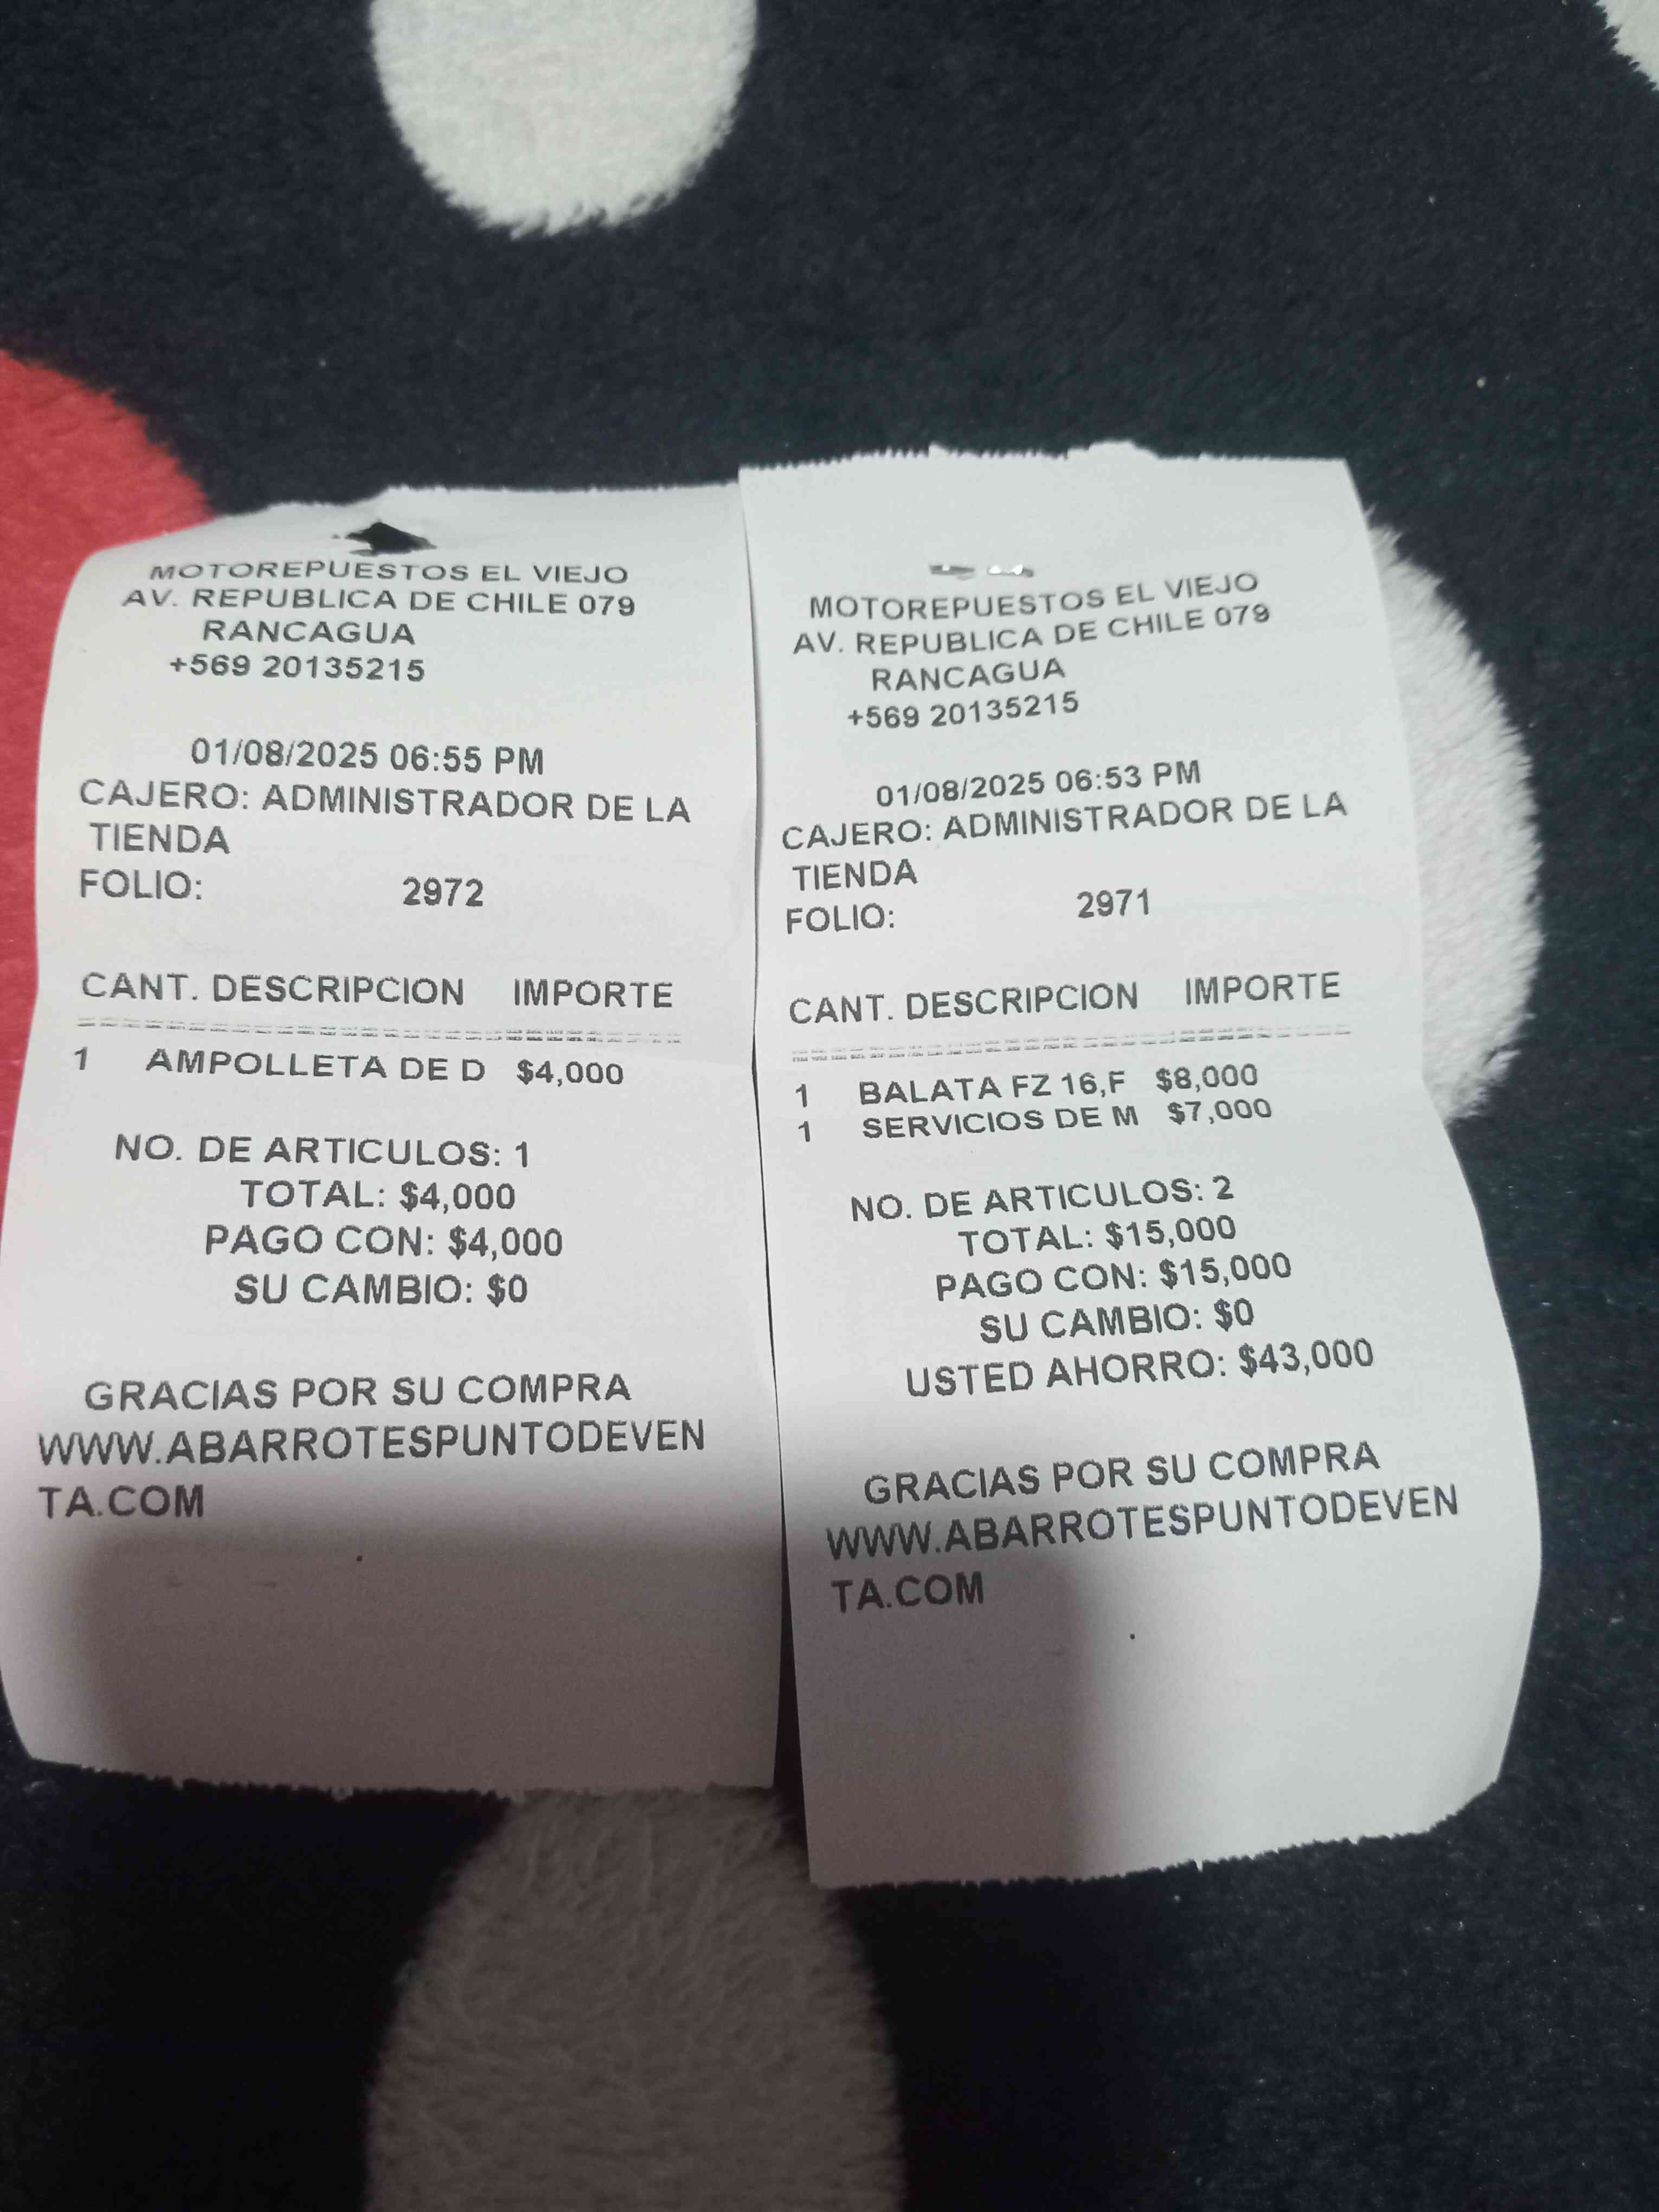 MOTOREPUESTOS EL VIEJO
AV. REPUBLICA DE CHILE 079
RANCAGUA
+569 20135215
01/08/2025 06:55 PM
CAJERO: ADMINISTRADOR DE LA
TIENDA
FOLIO: 2972
CANT. DESCRIPCION IMPORTE
1 AMPOLLETA DE D $4,000
NO. DE ARTICULOS: 1
TOTAL: $4,000
PAGO CON: $4,000
SU CAMBIO: $0
GRACIAS POR SU COMPRA
WWW.ABARROTESPUNTODEVEN
TA.COM
MOTOREPUESTOS EL VIEJO
AV. REPUBLICA DE CHILE 079
RANCAGUA
+569 20135215
01/08/2025 06:53 PM
CAJERO: ADMINISTRADOR DE LA
TIENDA
FOLIO: 2971
CANT. DESCRIPCION IMPORTE
1 BALATA FZ 16,F $8,000
1 SERVICIOS DE M $7,000
NO. DE ARTICULOS: 2
TOTAL: $15,000
PAGO CON: $15,000
SU CAMBIO: $0
USTED AHORRO: $43,000
GRACIAS POR SU COMPRA
WWW.ABARROTESPUNTODEVEN
TA.COM